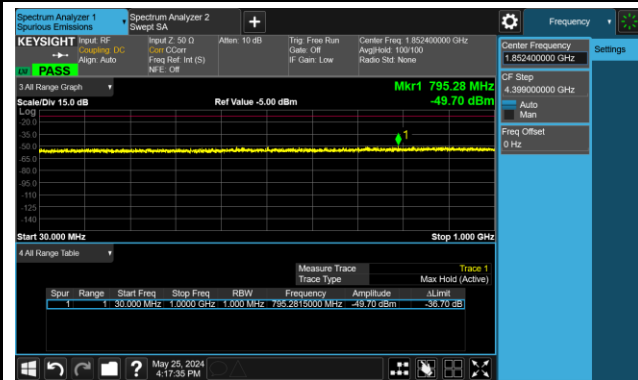 Spectrum Analyzer 1
Spurious Emissions
Spectrum Analyzer 2
Swept SA
Frequency
KEYSIGHT
Input: RF
Coupling: DC
Align: Auto
Input Z: 50 Ω
Corr CCorr
Freq Ref: Int (S)
NFE: Off
Atten: 10 dB
Trig: Free Run
Gate: Off
IF Gain: Low
Center Freq: 1.852400000 GHz
Avg|Hold: 100/100
Radio Std: None
PASS
Center Frequency
1.852400000 GHz
Settings
CF Step
4.399000000 GHz
Auto
Man
Freq Offset
0 Hz
3 All Range Graph
Mkr1 795.28 MHz
Scale/Div 15.0 dB
Ref Value -5.00 dBm
-49.70 dBm
Log
1
-20.0
-35.0
-50.0
-65.0
-80.0
-95.0
-110
-125
-140
Start 30.000 MHz
Stop 1.000 GHz
4 All Range Table
Measure Trace Trace 1
Trace Type Max Hold (Active)
Spur Range Start Freq Stop Freq RBW Frequency Amplitude ΔLimit
1 1 30.000 MHz 1.0000 GHz 1.000 MHz 795.2815000 MHz -49.70 dBm -36.70 dB
May 25, 2024
4:17:35 PM